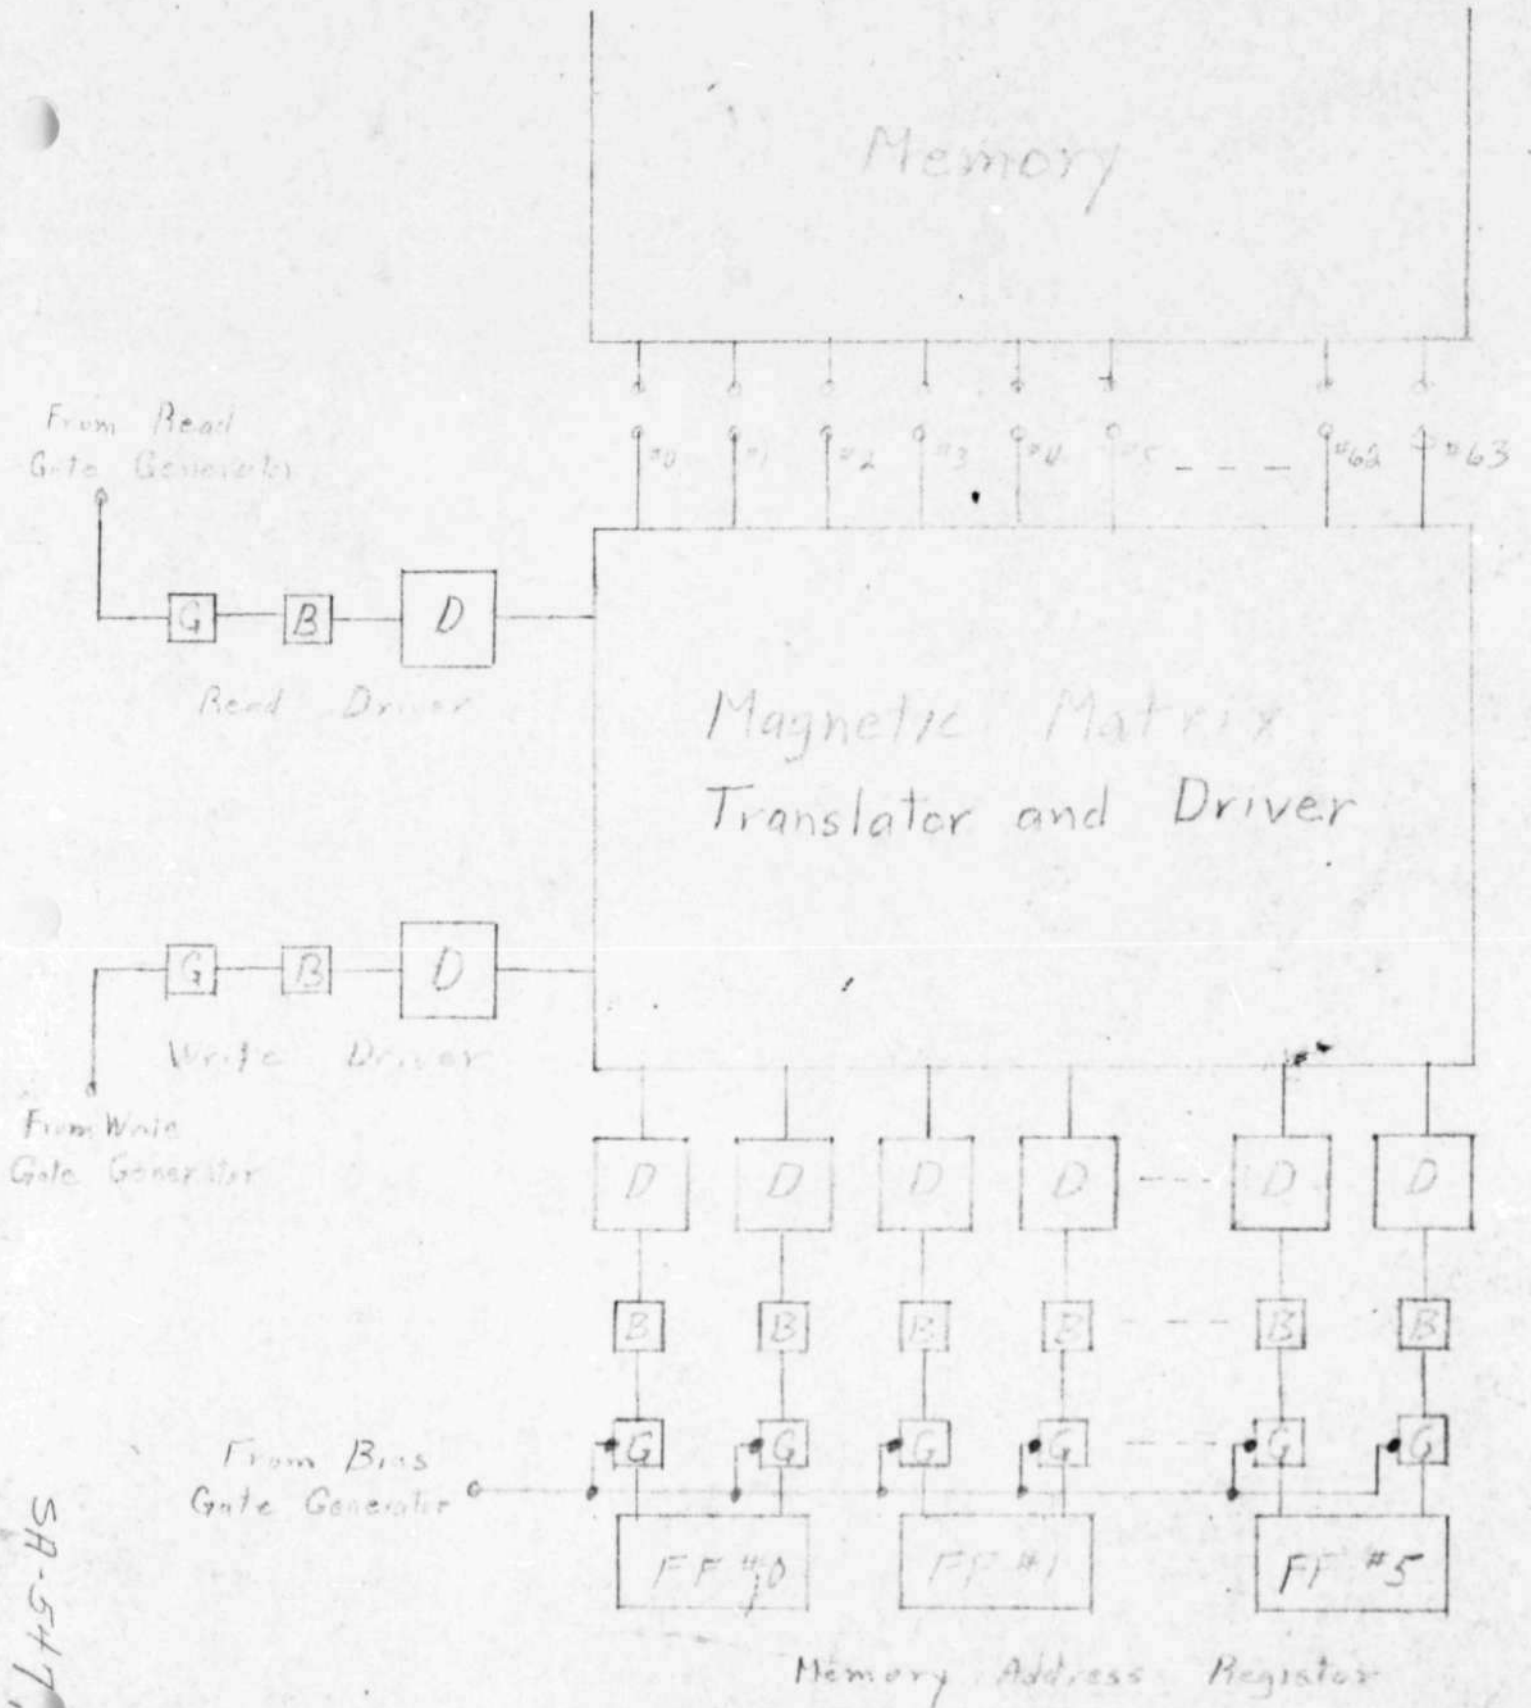 Memory
From Read
Gate Generator
#0 #1 #2 #3 #4 #5 #62 #63
G B D
Read Driver
Magnetic Matrix
Translator and Driver
G B D
Write Driver
From Write
Gate Generator
D D D D D D
B B B B B B
G G G G G G
From Bias
Gate Generator
FF #0 FF #1 FF #5
Memory Address Register